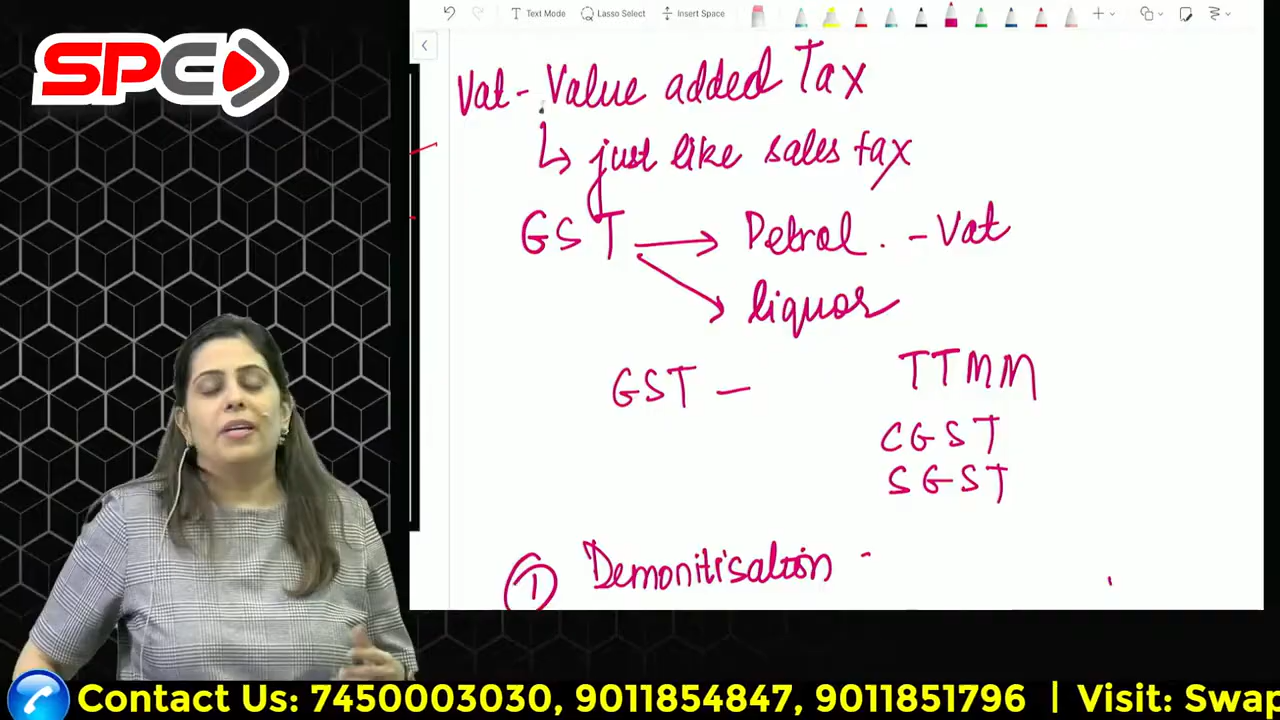 SPC
Text Mode Lasso Select Insert Space
Vat - Value added Tax
↳ just like sales tax
GST → Petrol. - Vat
→ liquor
GST -
TTMM
CGST
SGST
① Demonitisation -
Contact Us: 7450003030, 9011854847, 9011851796 | Visit: Swap